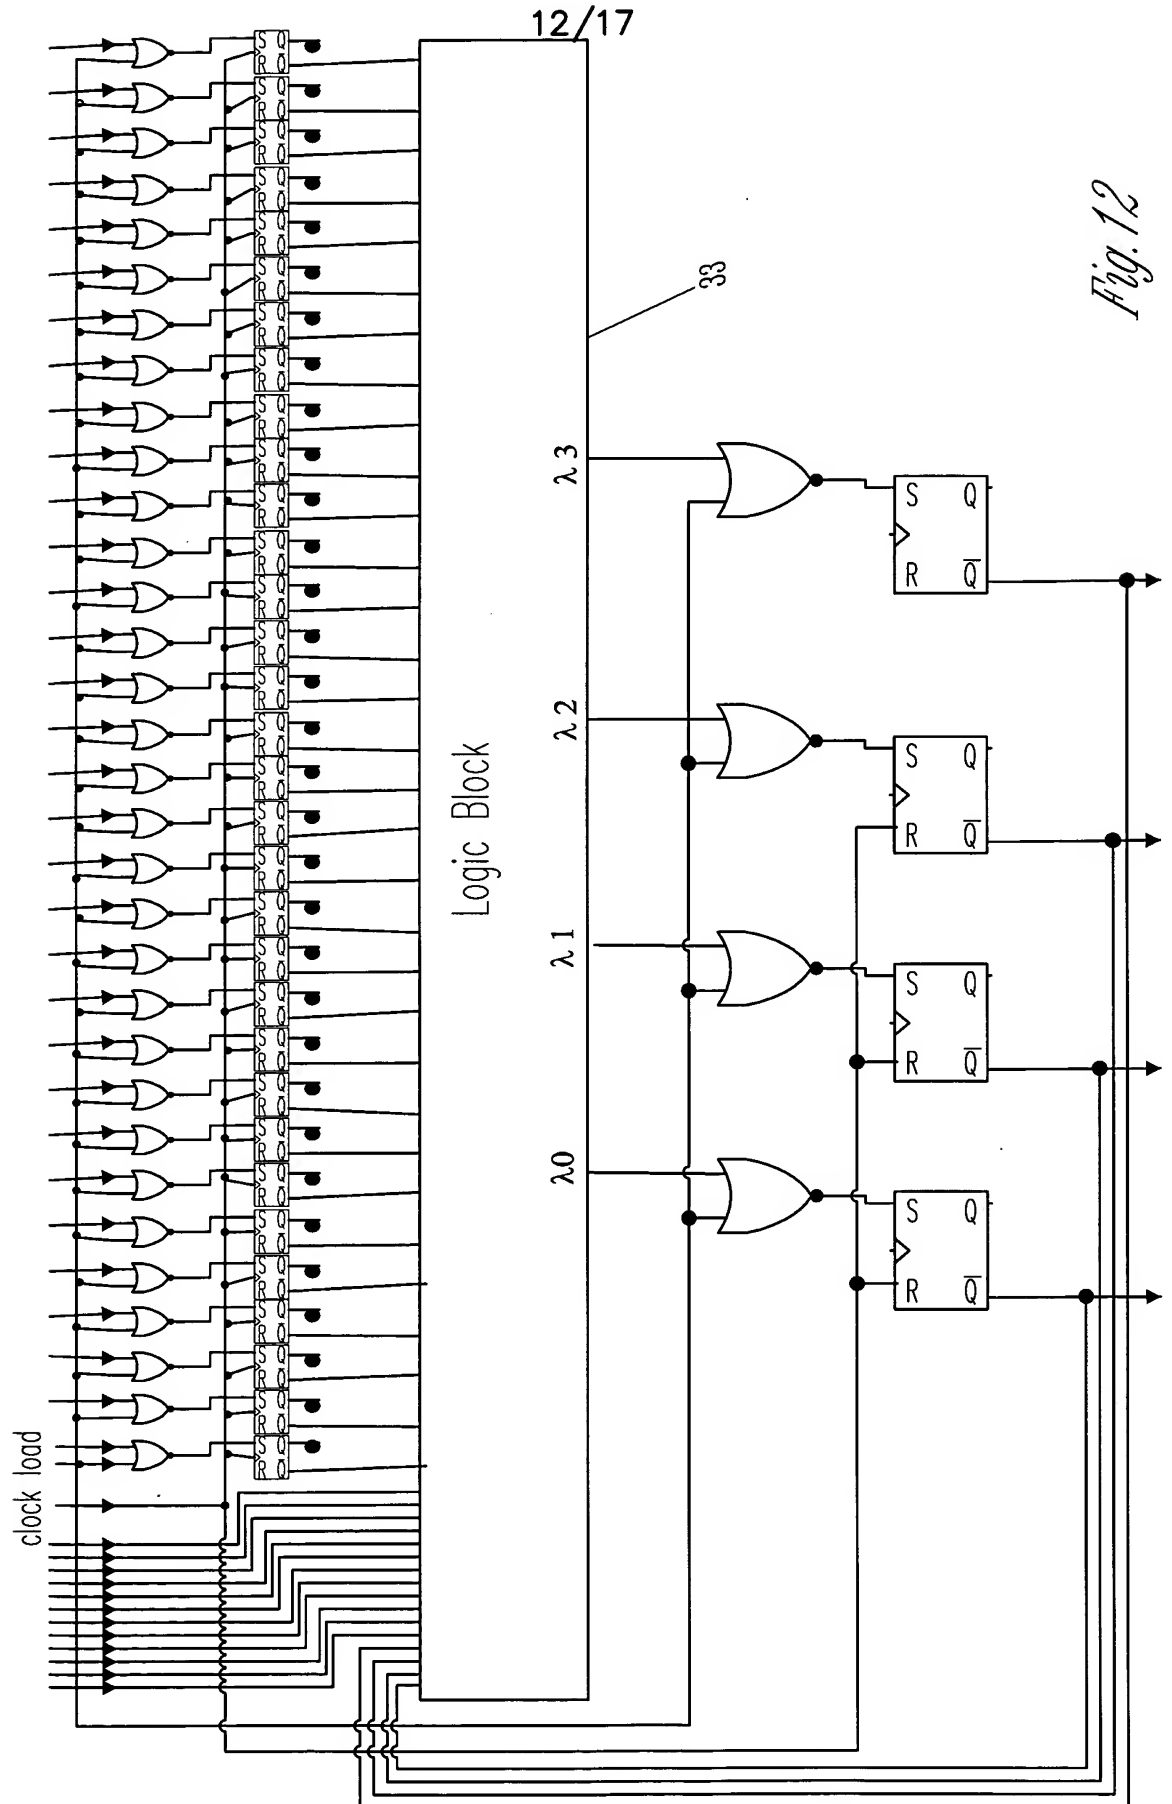 12/17
S Q
R Q̅
S Q
R Q̅
S Q
R Q̅
S Q
R Q̅
S Q
R Q̅
S Q
R Q̅
S Q
R Q̅
S Q
R Q̅
S Q
R Q̅
S Q
R Q̅
S Q
R Q̅
S Q
R Q̅
S Q
R Q̅
S Q
R Q̅
S Q
R Q̅
S Q
R Q̅
S Q
R Q̅
S Q
R Q̅
S Q
R Q̅
S Q
R Q̅
S Q
R Q̅
S Q
R Q̅
S Q
R Q̅
S Q
R Q̅
S Q
R Q̅
S Q
R Q̅
S Q
R Q̅
S Q
R Q̅
S Q
R Q̅
S Q
R Q̅
S Q
R Q̅
S Q
R Q̅
clock load
Logic Block
33
Fig. 12
λ3
S Q
R Q̅
λ2
S Q
R Q̅
λ1
S Q
R Q̅
λ0
S Q
R Q̅